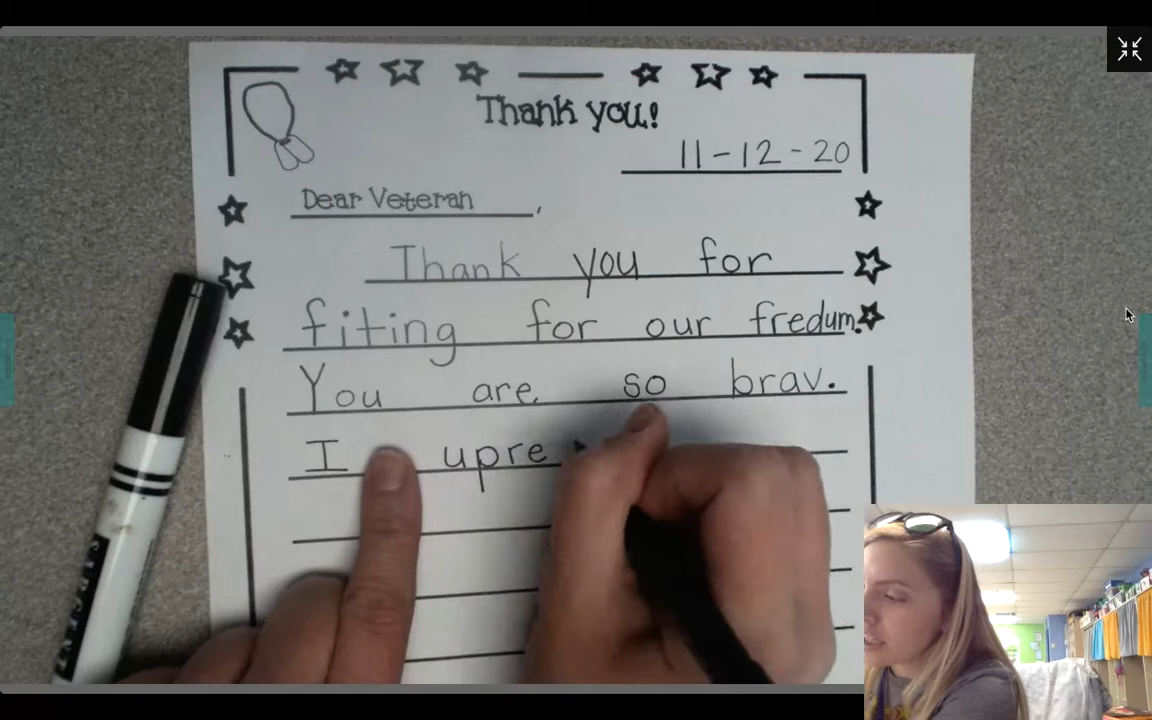 Thank you!
11-12-20
Dear Veteran,
Thank you for
fiting for our fredum.
You are so brav.
I upre